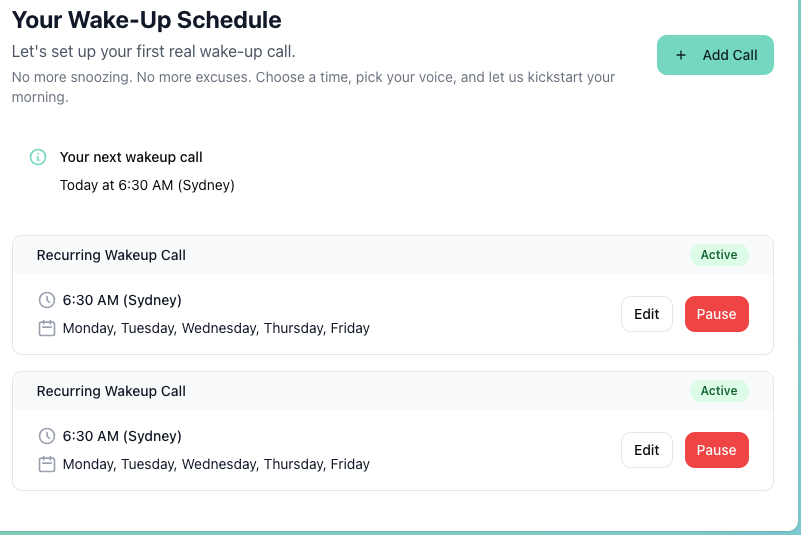 Your Wake-Up Schedule
Let's set up your first real wake-up call.
No more snoozing. No more excuses. Choose a time, pick your voice, and let us kickstart your
morning.
+ Add Call
Your next wakeup call
Today at 6:30 AM (Sydney)
Recurring Wakeup Call
Active
6:30 AM (Sydney)
Monday, Tuesday, Wednesday, Thursday, Friday
Edit
Pause
Recurring Wakeup Call
Active
6:30 AM (Sydney)
Monday, Tuesday, Wednesday, Thursday, Friday
Edit
Pause